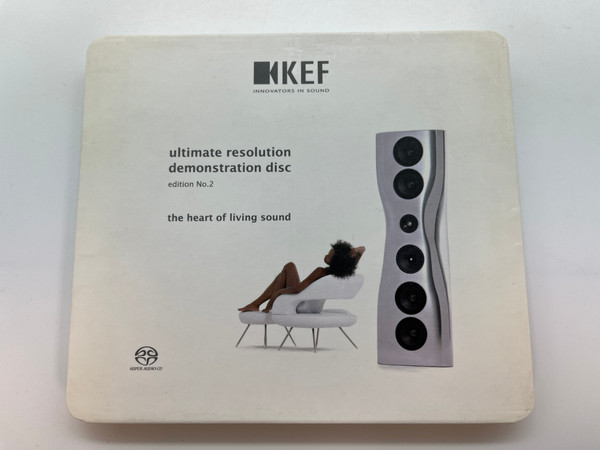 KEF
INNOVATORS IN SOUND
ultimate resolution
demonstration disc
edition No.2
the heart of living sound
SUPER AUDIO CD